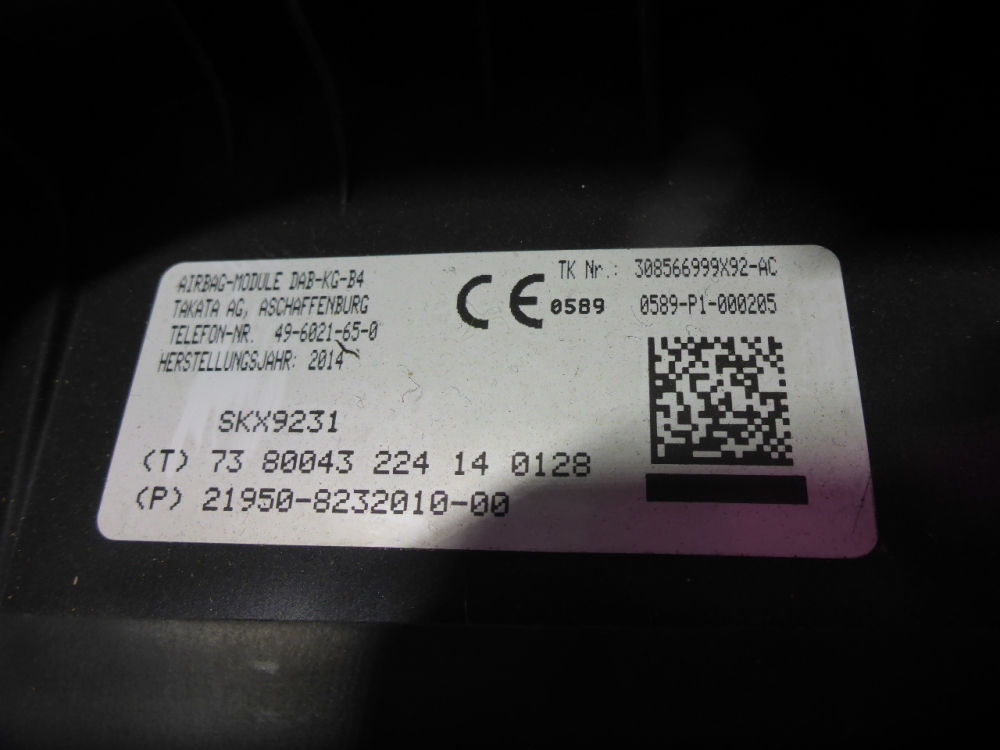 AIRBAG-MODULE DAB-KG-B4
TAKATA AG, ASCHAFFENBURG
TELEFON-NR. 49-6021-65-0
HERSTELLUNGSJAHR: 2014
CE 0589
TK Nr.: 308566999X92-AC
0589-P1-000205
SKX9231
(T) 73 80043 224 14 0128
(P) 21950-8232010-00